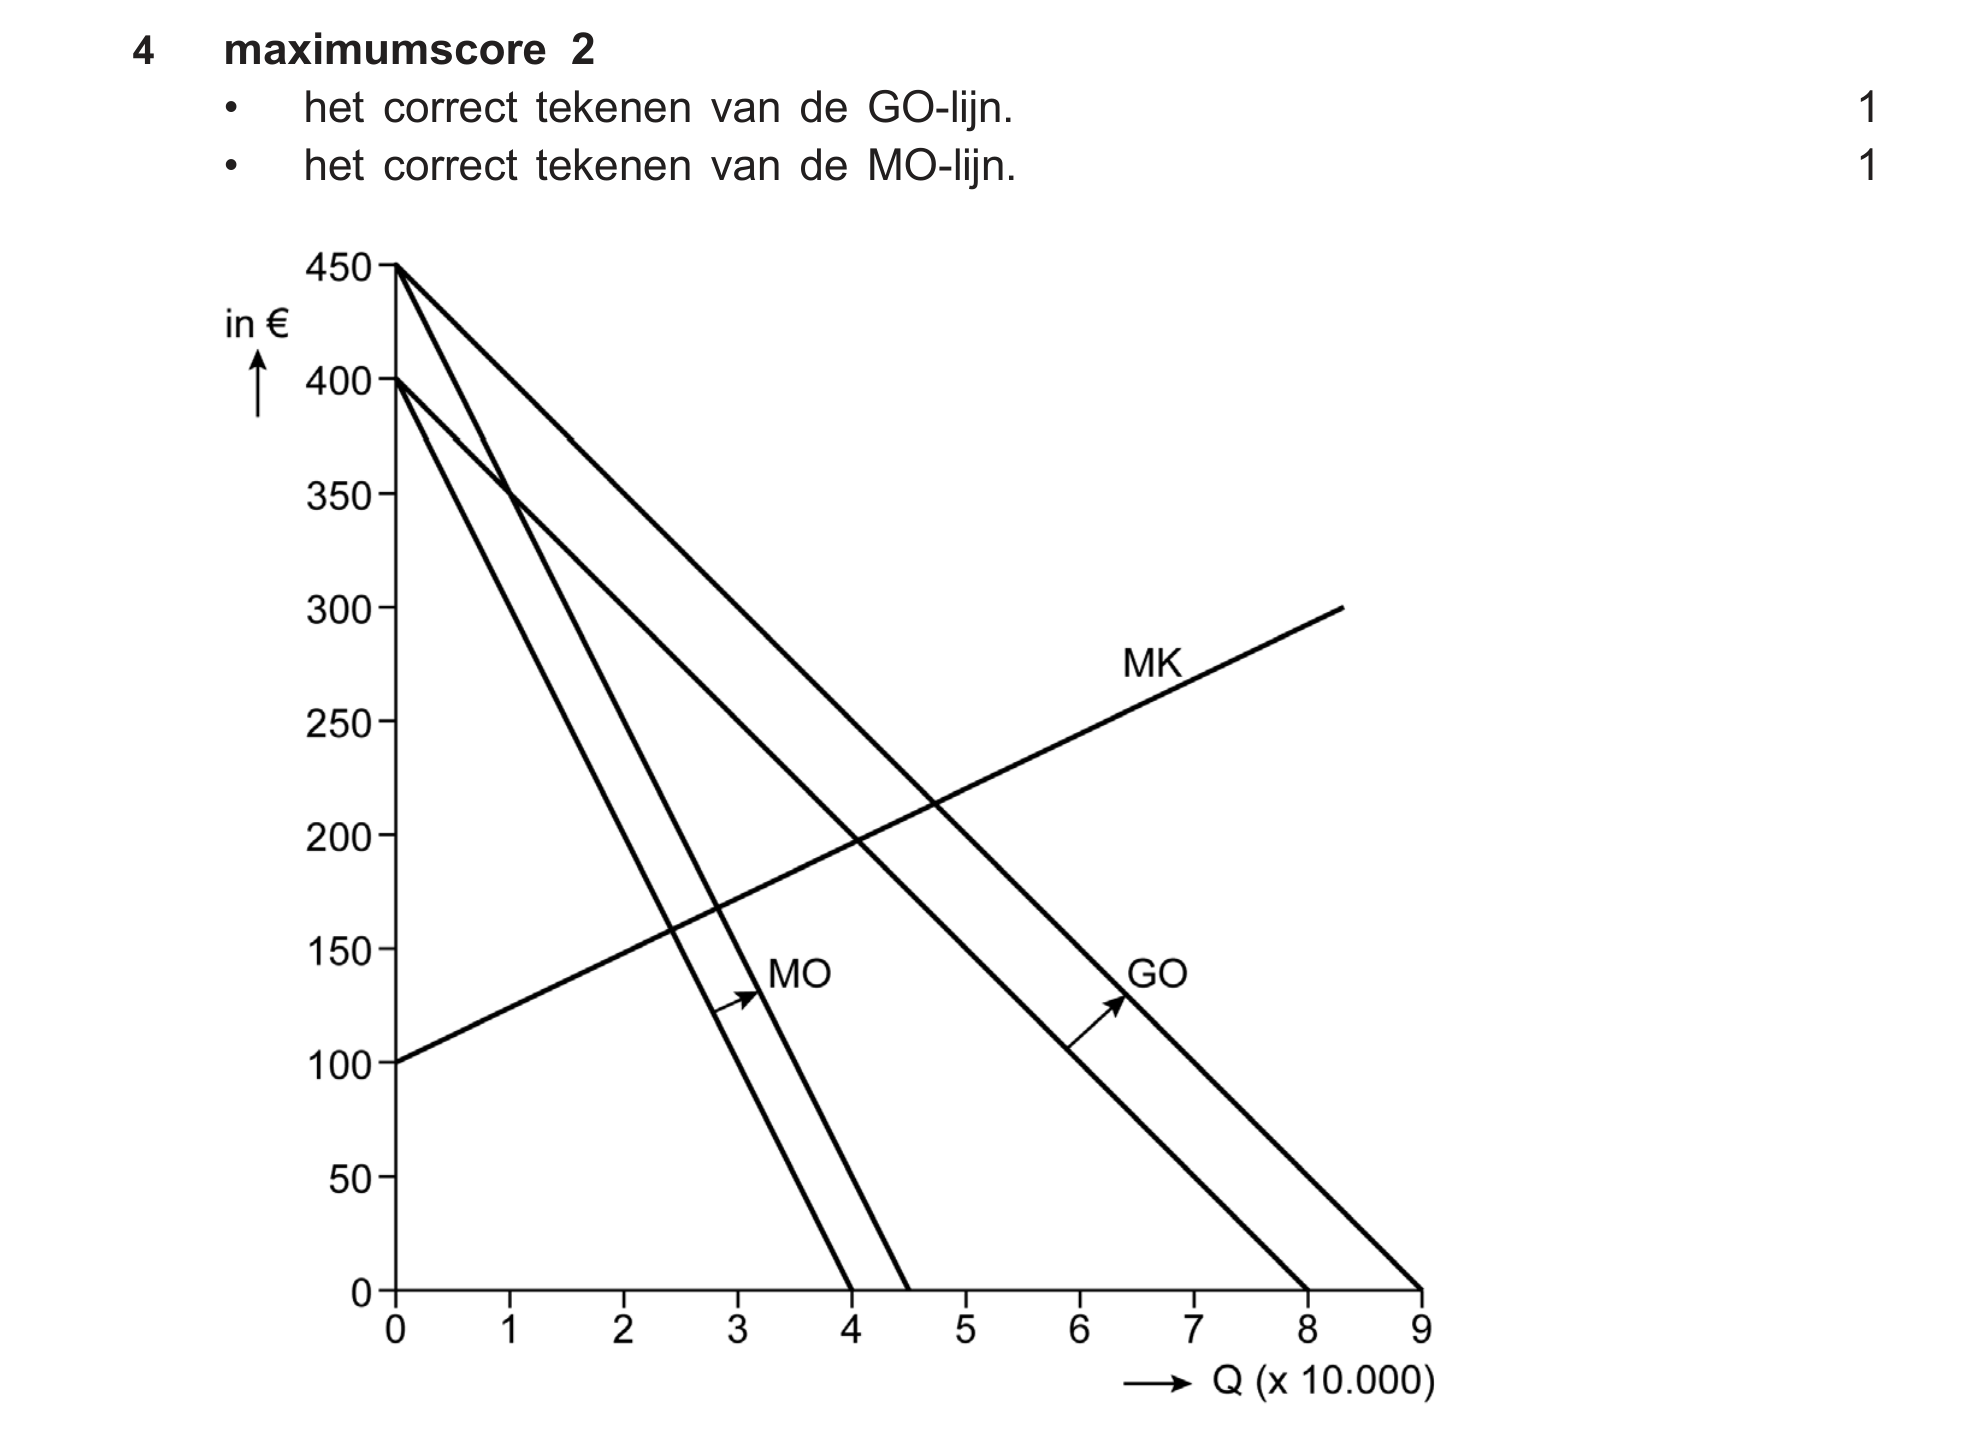 4 maximumscore 2
• het correct tekenen van de GO-lijn. 1
• het correct tekenen van de MO-lijn. 1
450
in €
400
350
300
MK
250
200
150
MO GO
100
50
0
0 1 2 3 4 5 6 7 8 9
Q (x 10.000)